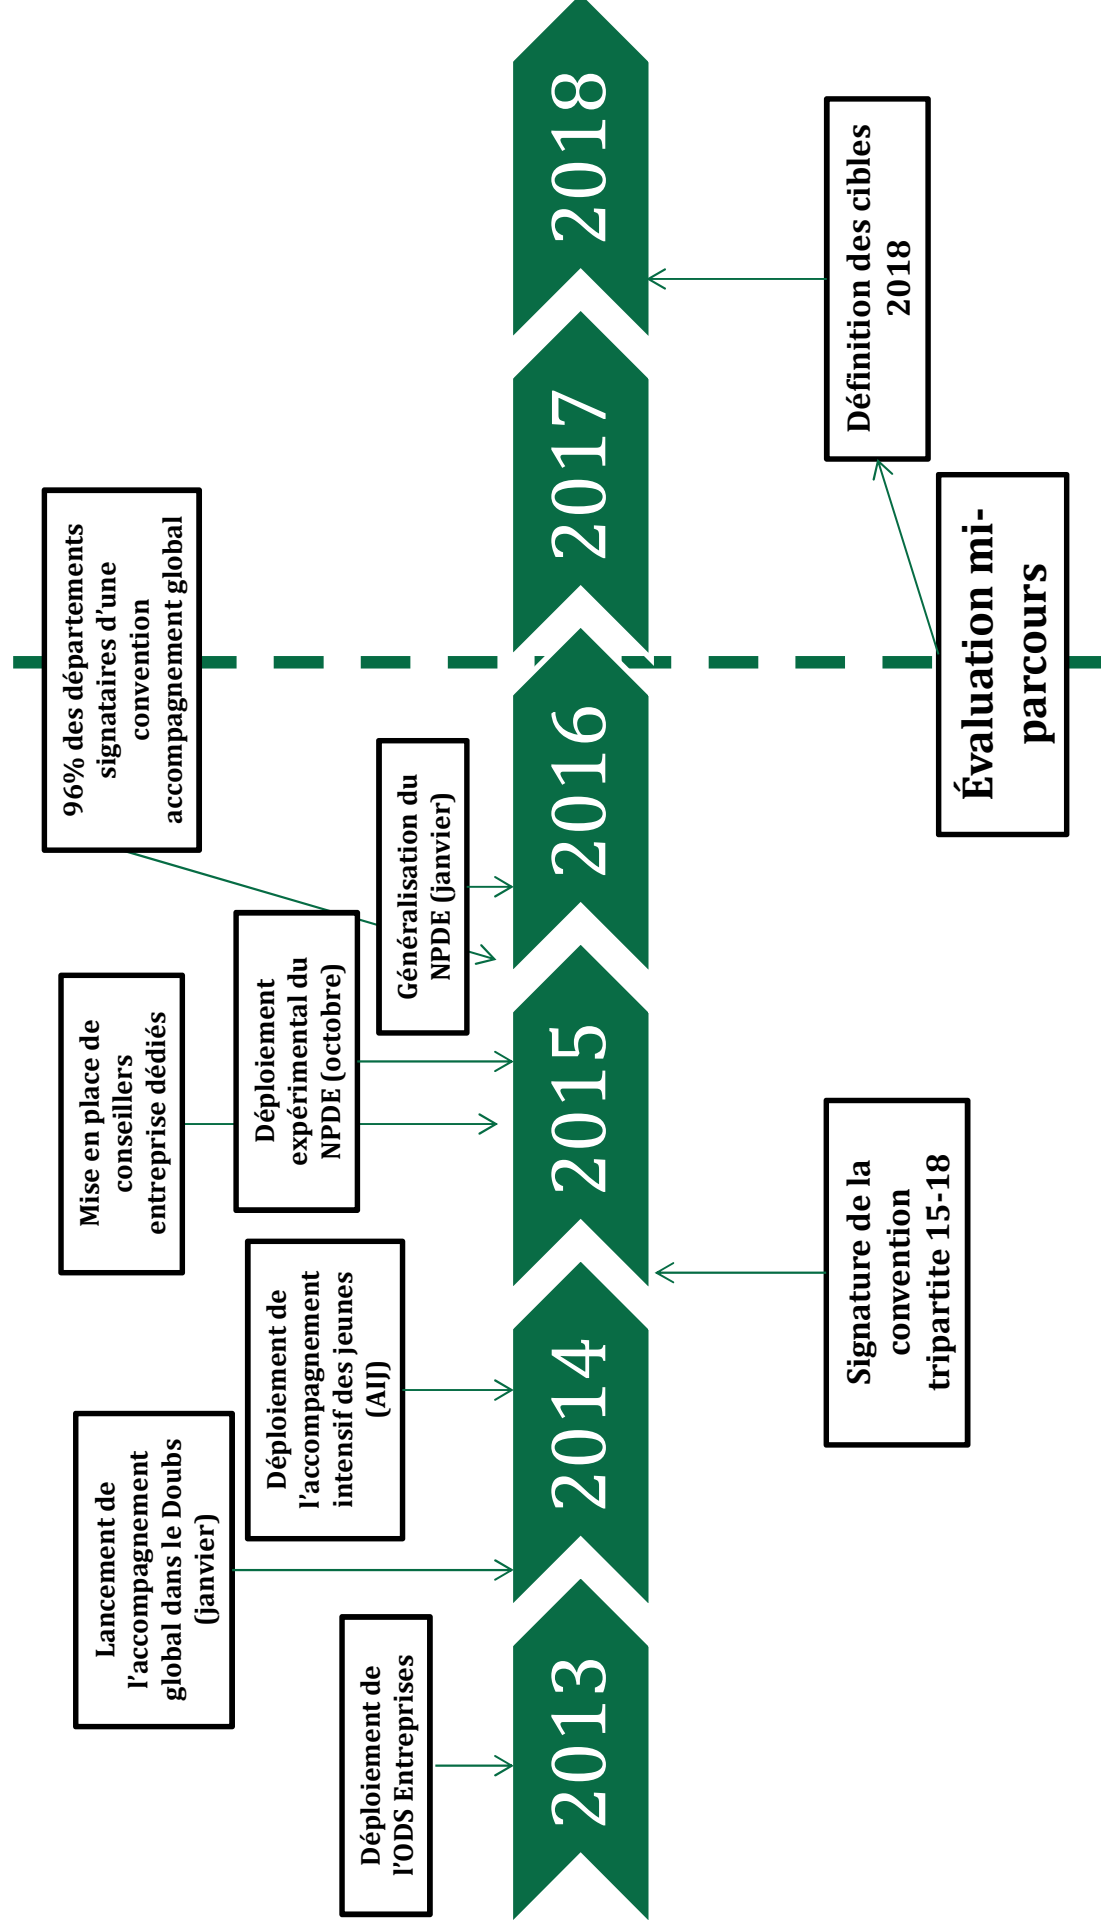 96% des départements
signataires d’une
convention
accompagnement global
Mise en place de
conseillers
entreprise dédiés
Lancement de
l’accompagnement
global dans le Doubs
(janvier)
Déploiement
expérimental du
NPDE (octobre)
Déploiement de
l’accompagnement
intensif des jeunes
(AIJ)
Généralisation du
NPDE (janvier)
Déploiement de
l’ODS Entreprises
2013
2014
2015
2016
2017
2018
Signature de la
convention
tripartite 15-18
Définition des cibles
2018
Évaluation mi-
parcours